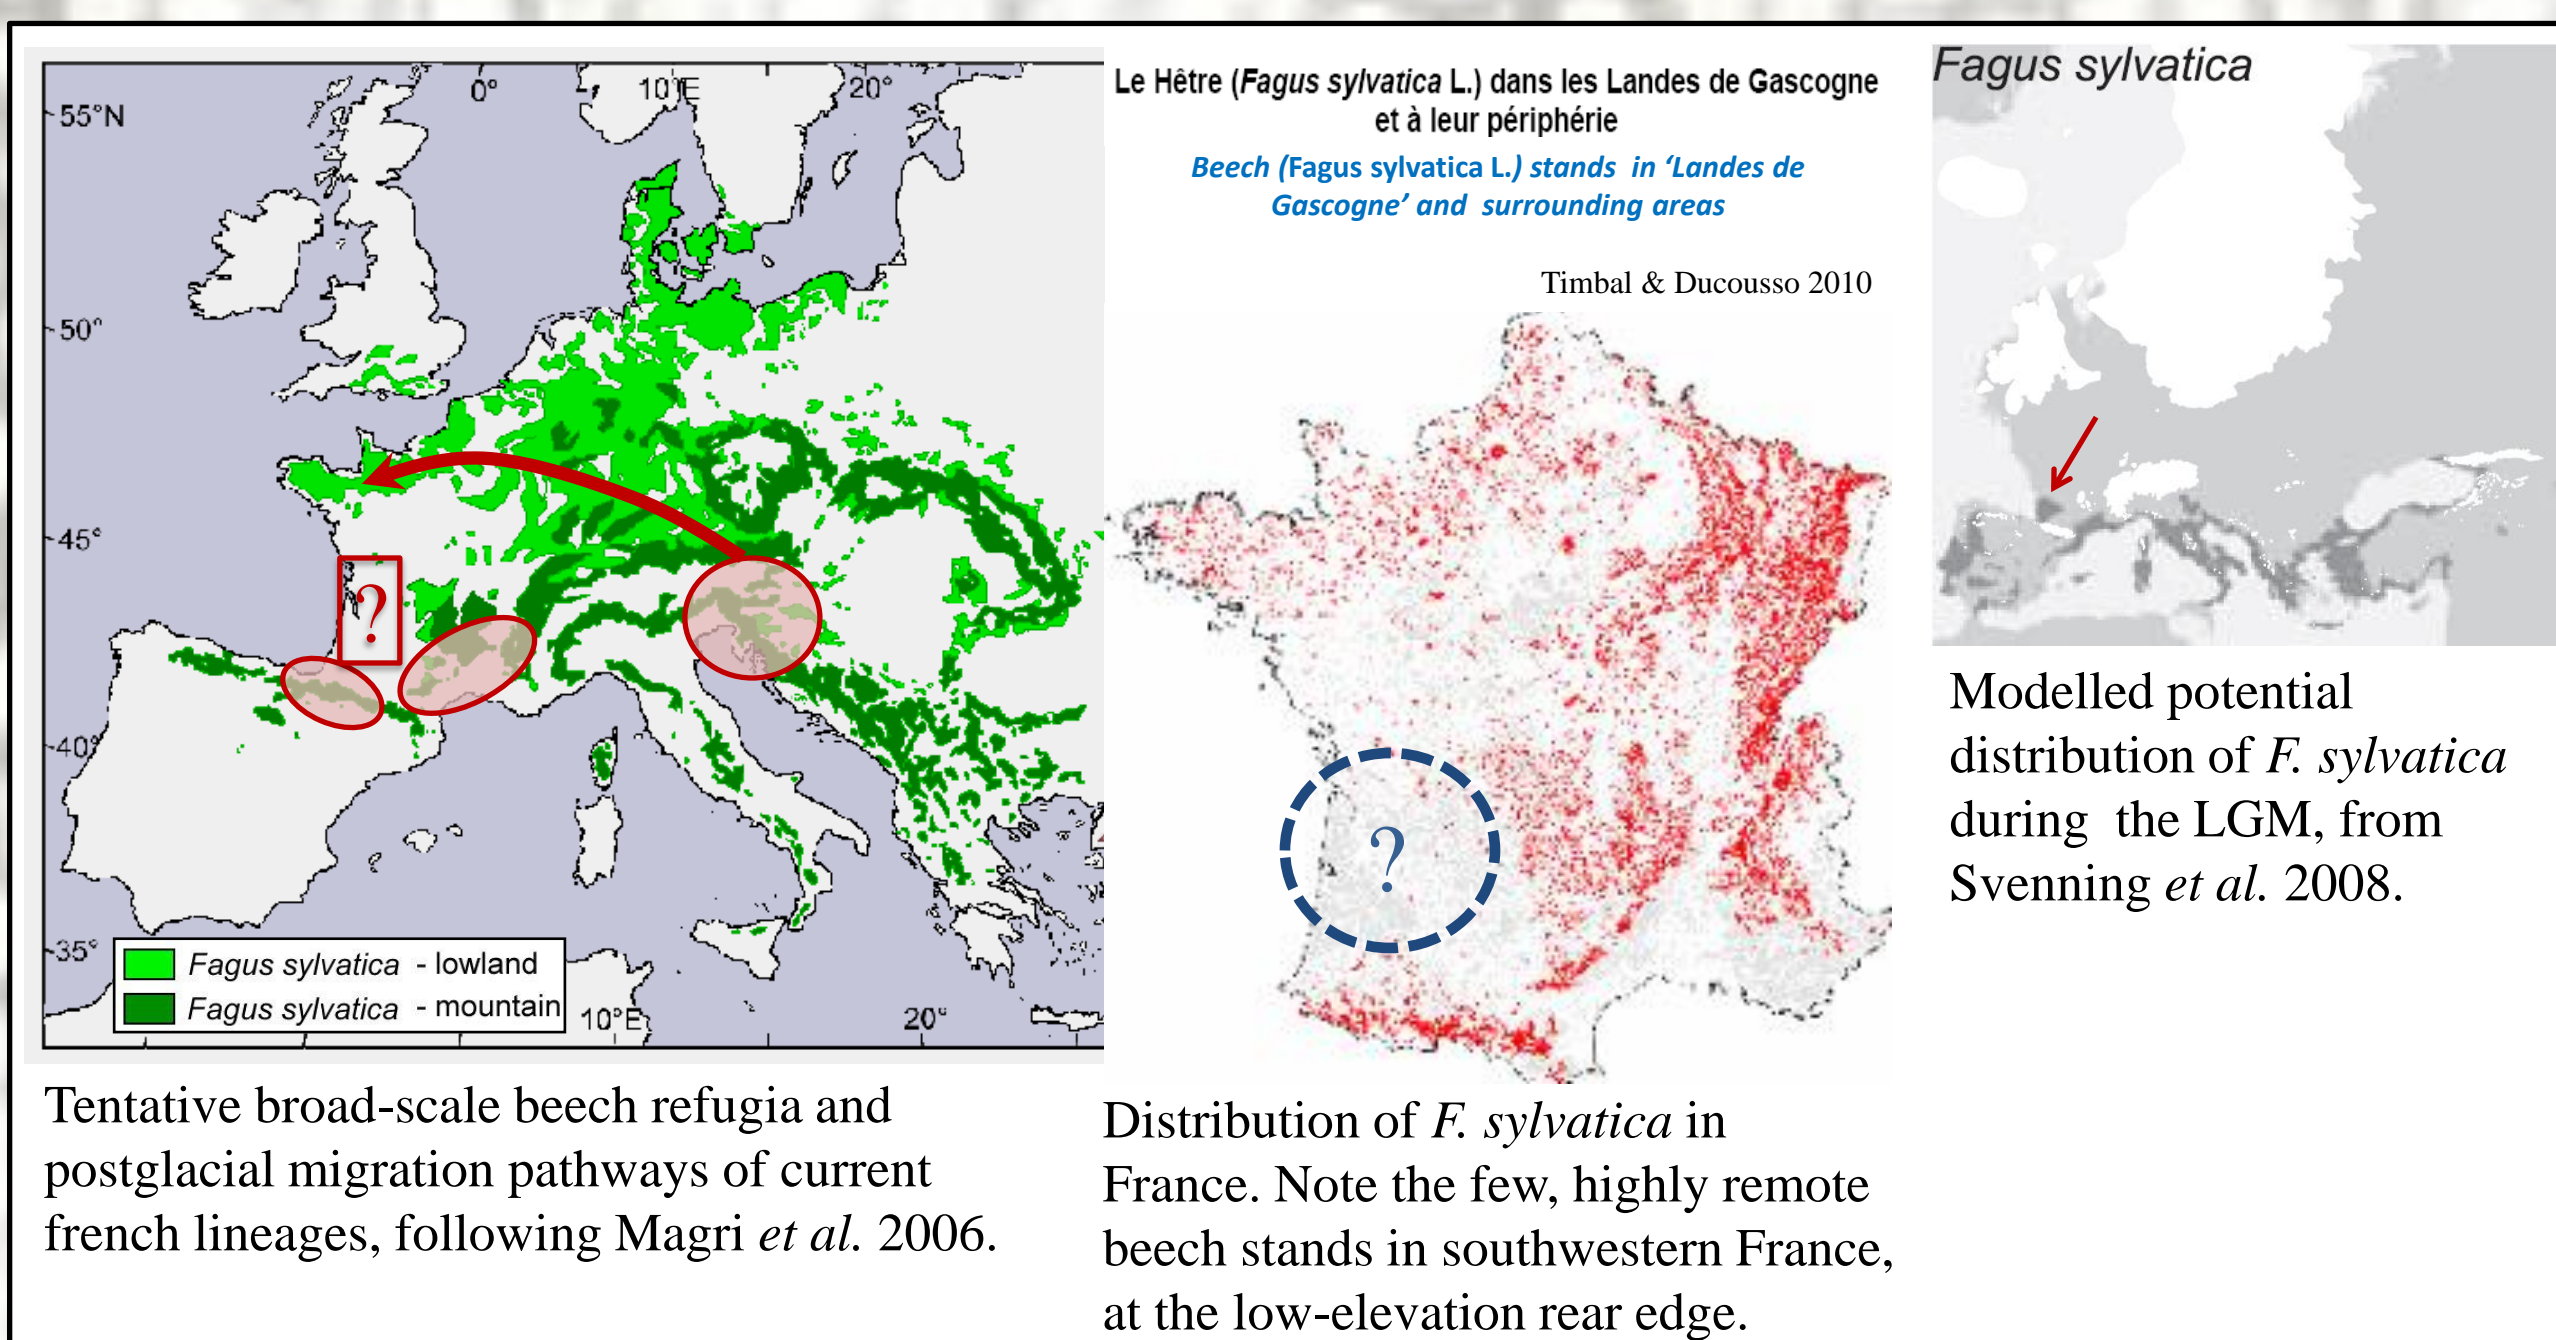 0°
10°E
20°
55°N
50°
45°
40°
35°
?
Fagus sylvatica - lowland
Fagus sylvatica - mountain
10°E
20°
Tentative broad-scale beech refugia and
postglacial migration pathways of current
french lineages, following Magri et al. 2006.
Le Hêtre (Fagus sylvatica L.) dans les Landes de Gascogne
et à leur périphérie
Beech (Fagus sylvatica L.) stands in ‘Landes de
Gascogne’ and surrounding areas
Timbal & Ducousso 2010
?
Distribution of F. sylvatica in
France. Note the few, highly remote
beech stands in southwestern France,
at the low-elevation rear edge.
Fagus sylvatica
Modelled potential
distribution of F. sylvatica
during the LGM, from
Svenning et al. 2008.